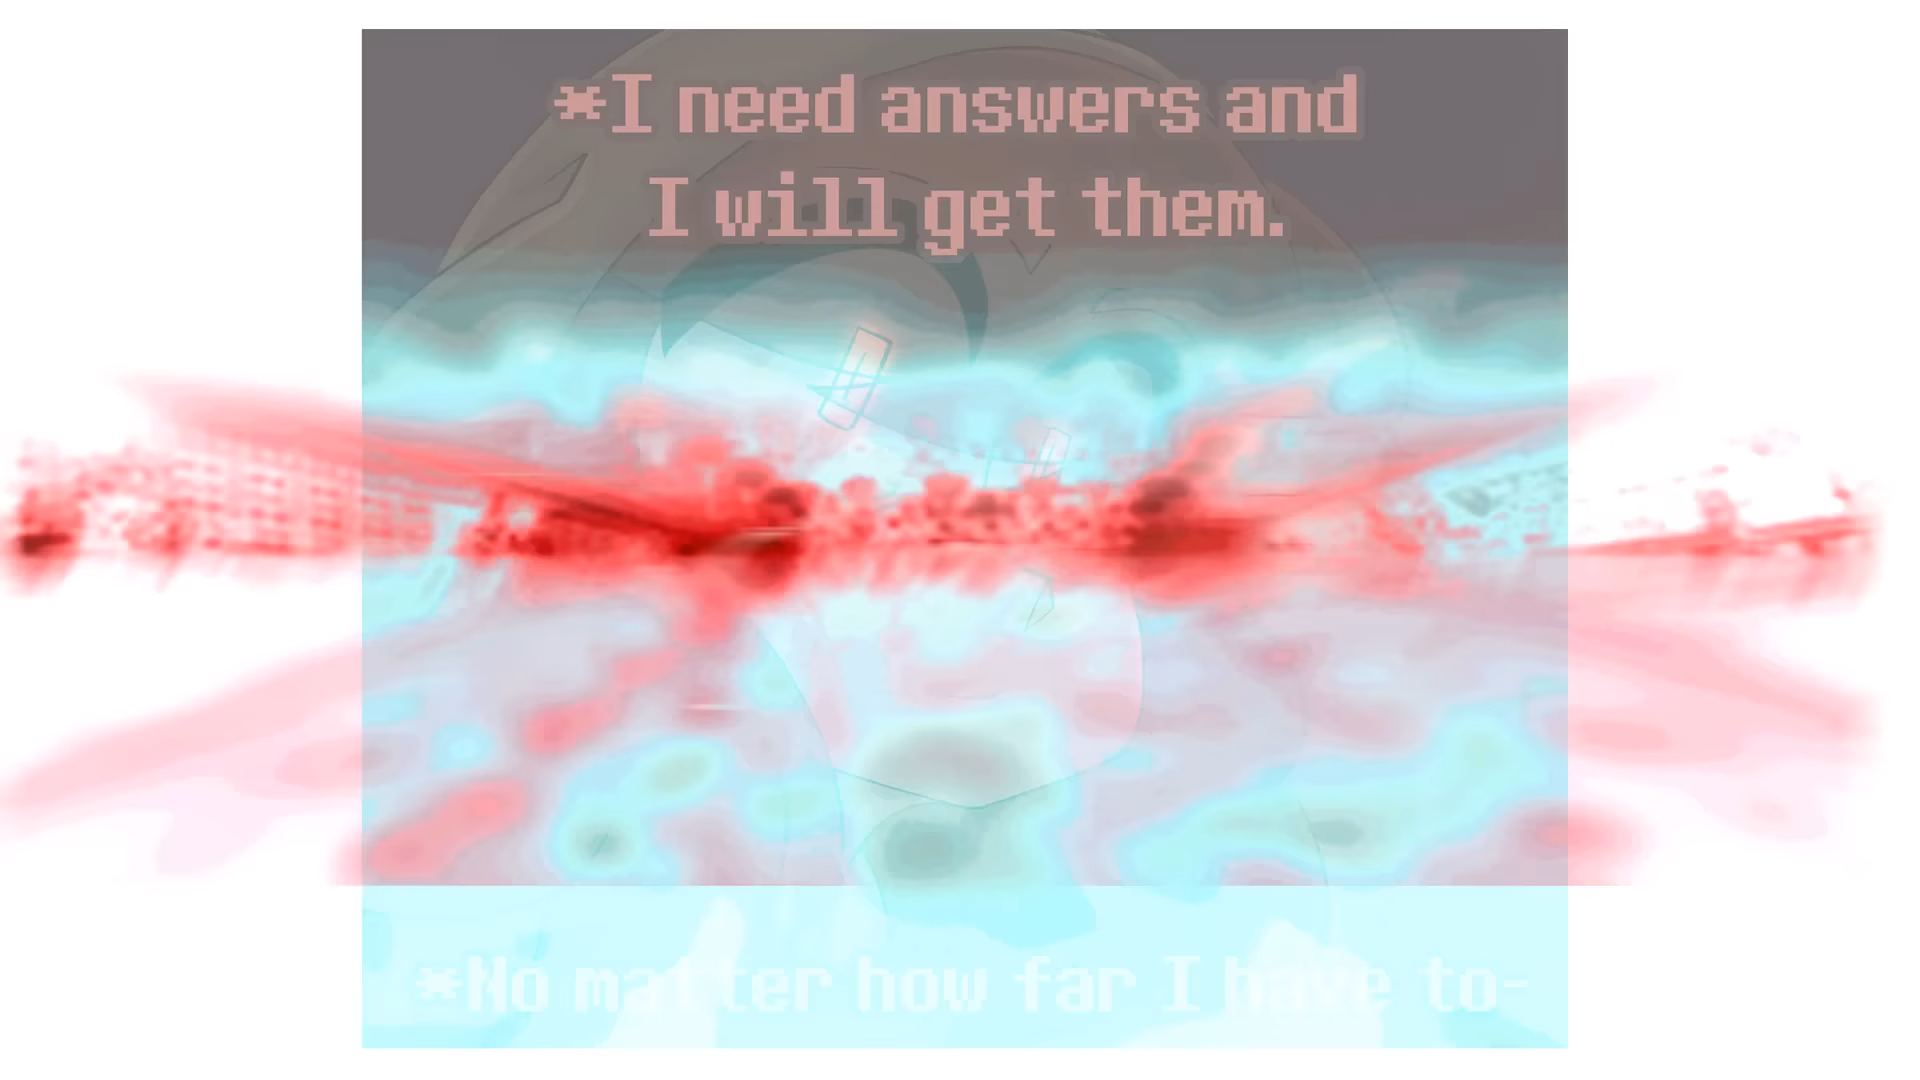 *I need answers and
I will get them.
*No matter how far I have to-